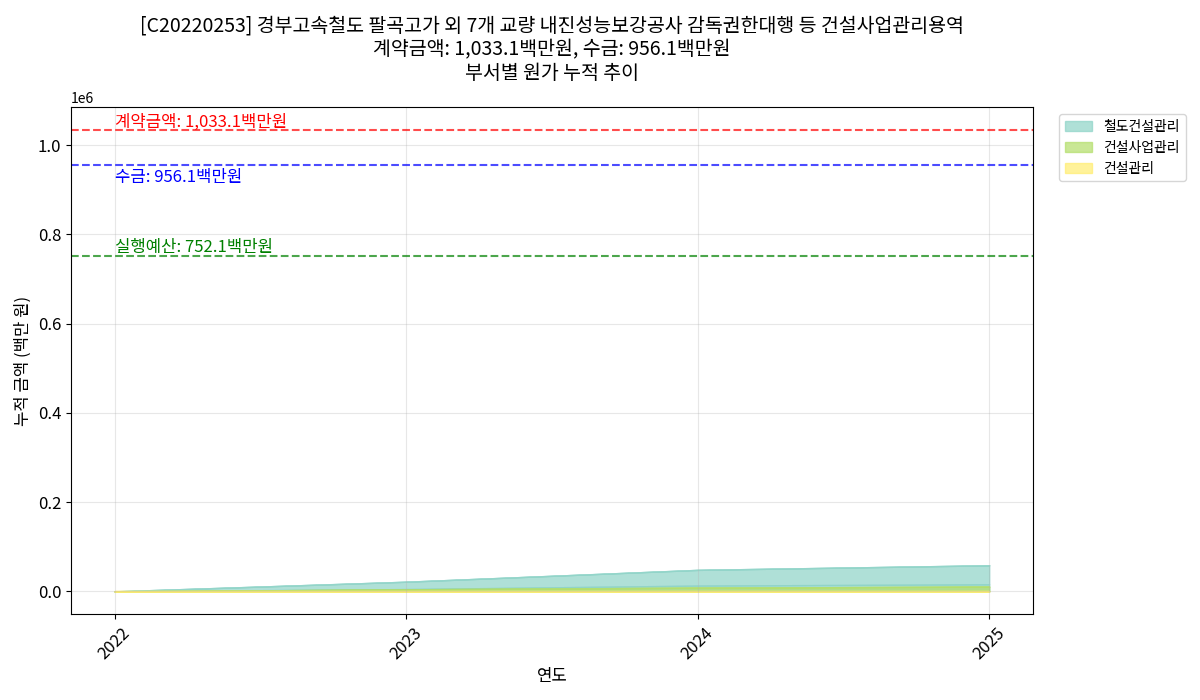 [C20220253] 경부고속철도 팔곡고가 외 7개 교량 내진성능보강공사 감독권한대행 등 건설사업관리용역
계약금액: 1,033.1백만원, 수금: 956.1백만원
부서별 원가 누적 추이
1e6
계약금액: 1,033.1백만원
수금: 956.1백만원
실행예산: 752.1백만원
철도건설관리
건설사업관리
건설관리
1.0
0.8
0.6
0.4
0.2
0.0
누적 금액 (백만 원)
2022
2023
2024
2025
연도